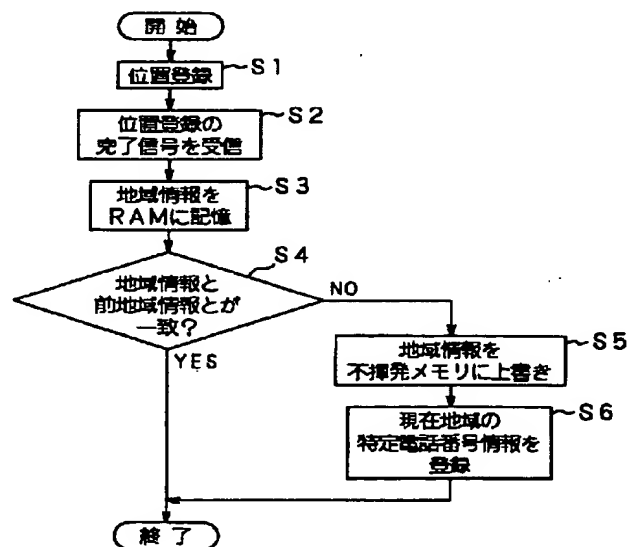 開始
位置登録
S1
位置登録の
完了信号を受信
S2
地域情報を
RAMに記憶
S3
地域情報と
前地域情報とが
一致？
S4
NO
YES
地域情報を
不揮発メモリに上書き
S5
現在地域の
特定電話番号情報を
登録
S6
終了